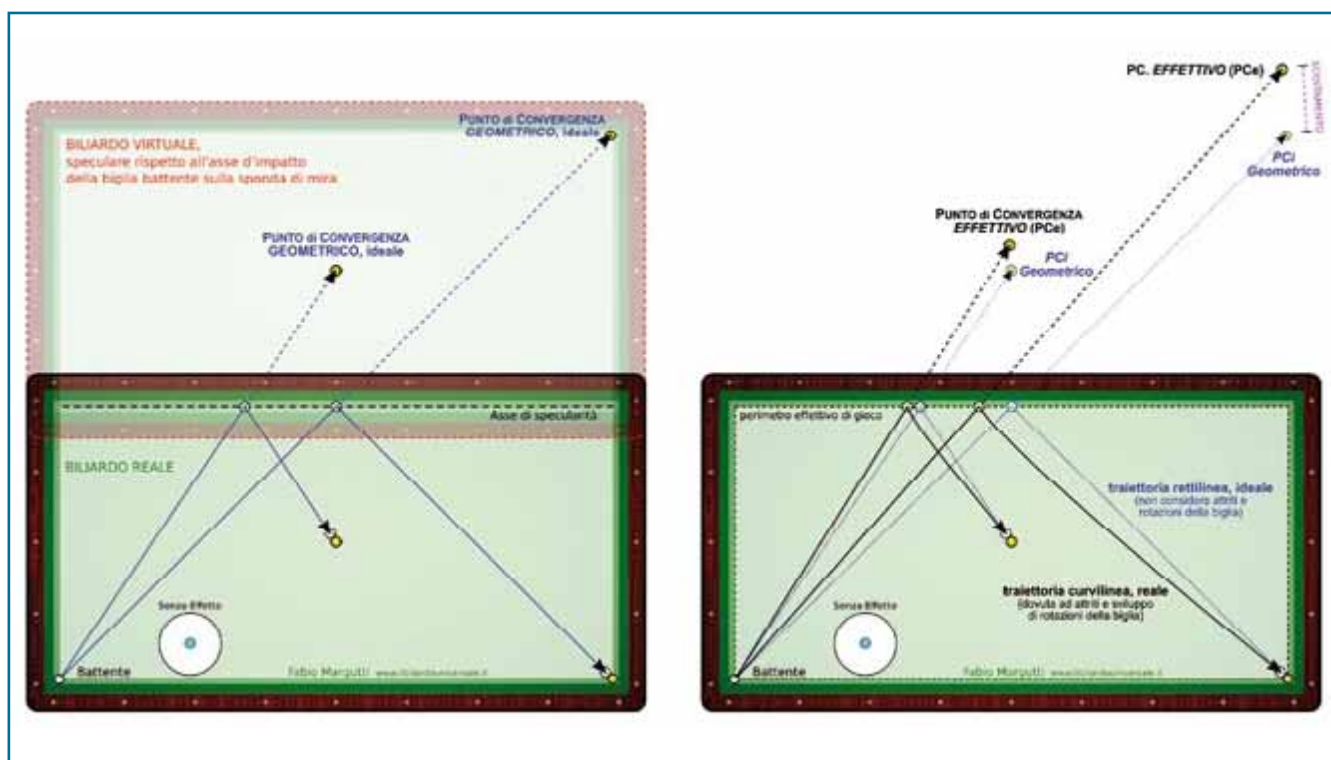 PUNTO di CONVERGENZA
GEOMETRICO, ideale
BILIARDO VIRTUALE,
speculare rispetto all'asse d'impatto
della biglia battente sulla sponda di mira
PUNTO di CONVERGENZA
GEOMETRICO, ideale
Asse di specularità
BILIARDO REALE
Senza Effetto
Battente
Fabio Margutti
PC. EFFETTIVO (PCe)
SCOSTAMENTO
PCi
Geometrico
PUNTO di CONVERGENZA
EFFETTIVO (PCe)
PCi
Geometrico
perimetro effettivo di gioco
traiettoria rettilinea, ideale
(non considera attriti e
rotazioni della biglia)
traiettoria curvilinea, reale
(dovuta ad attriti e sviluppo
di rotazioni della biglia)
Senza Effetto
Battente
Fabio Margutti